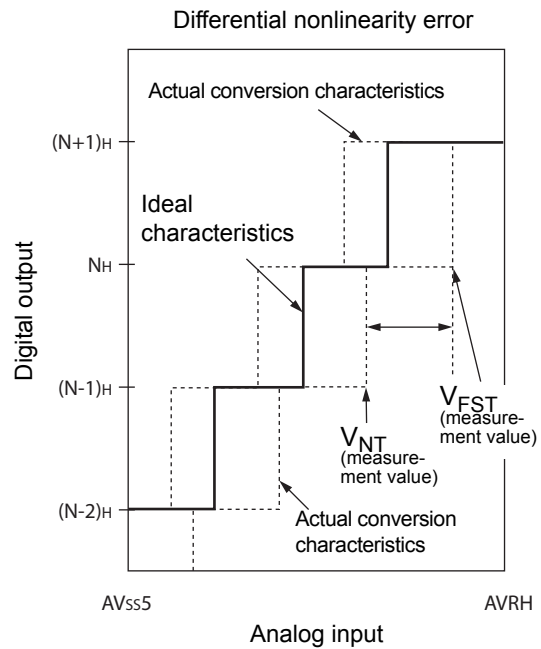 Differential nonlinearity error
Actual conversion characteristics
(N+1)H
Ideal
characteristics
NH
Digital output
(N-1)H
VFST
(measure-
ment value)
VNT
(measure-
ment value)
(N-2)H
Actual conversion
characteristics
AVSS5
AVRH
Analog input